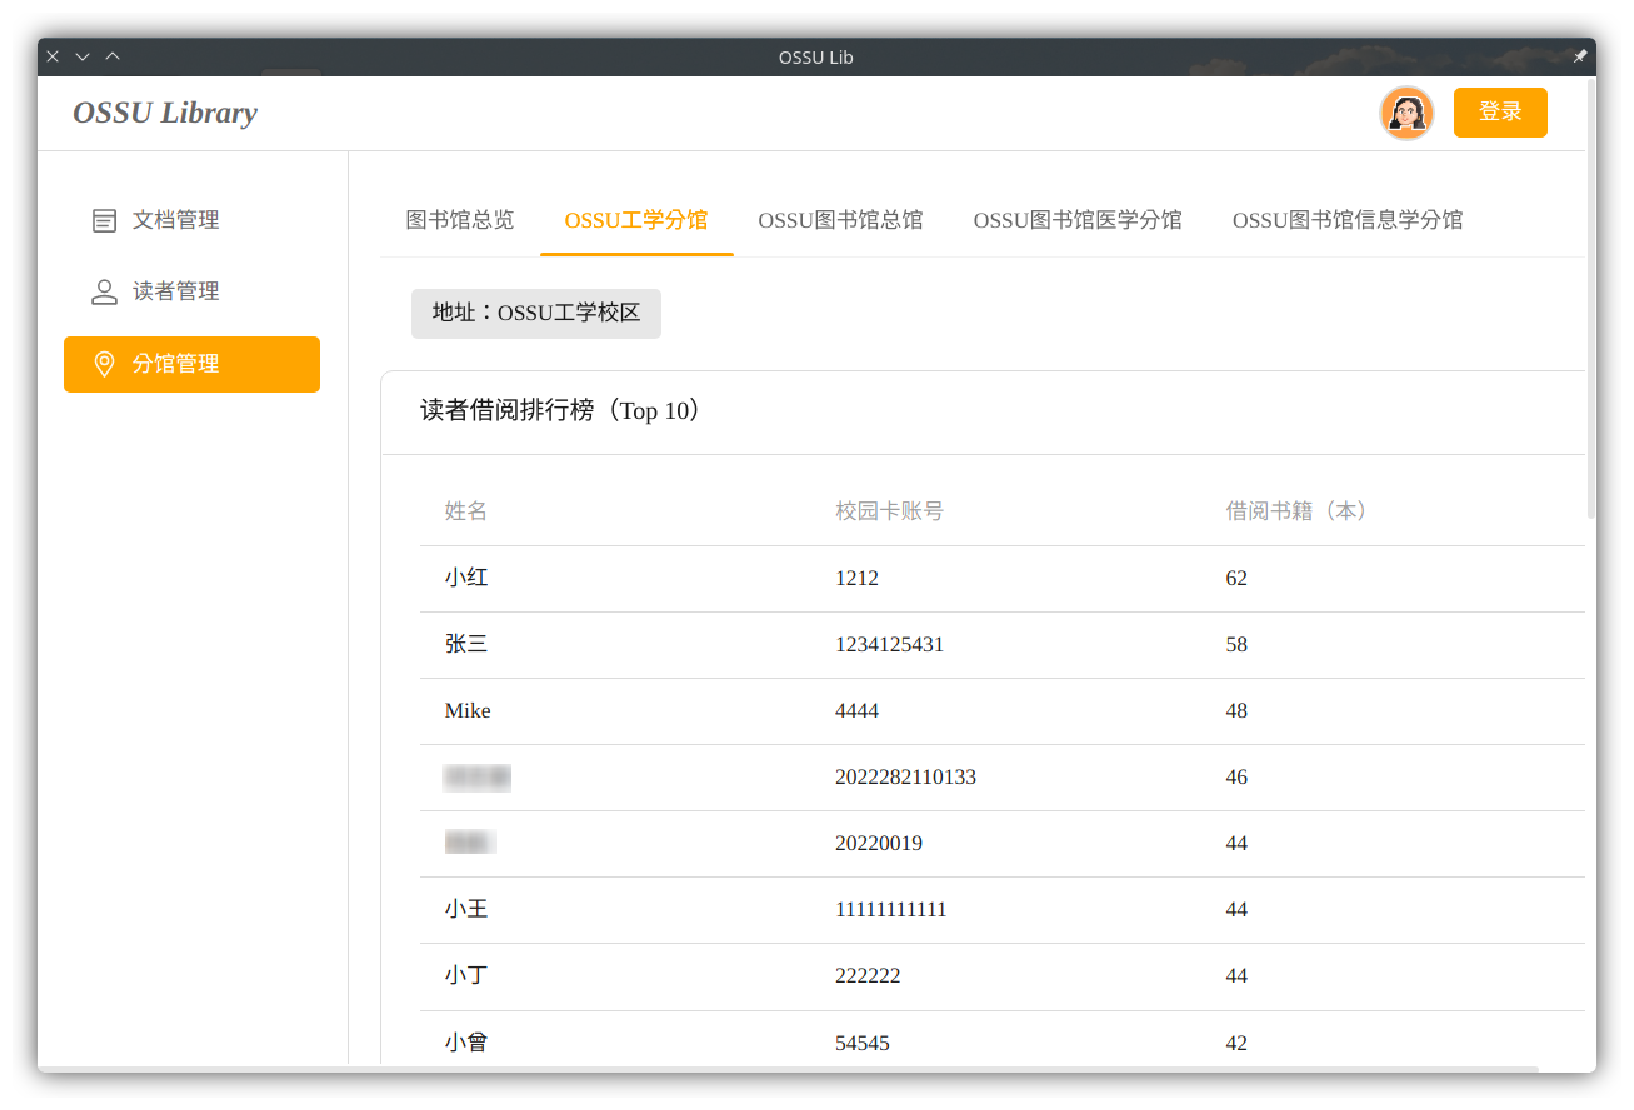 OSSU Lib
OSSU Library
登录
文档管理
读者管理
分馆管理
图书馆总览 OSSU工学分馆 OSSU图书馆总馆 OSSU图书馆医学分馆 OSSU图书馆信息学分馆
地址：OSSU工学校区
读者借阅排行榜（Top 10）
姓名 校园卡账号 借阅书籍（本）
小红 1212 62
张三 1234125431 58
Mike 4444 48
2022282110133 46
20220019 44
小王 11111111111 44
小丁 222222 44
小曾 54545 42